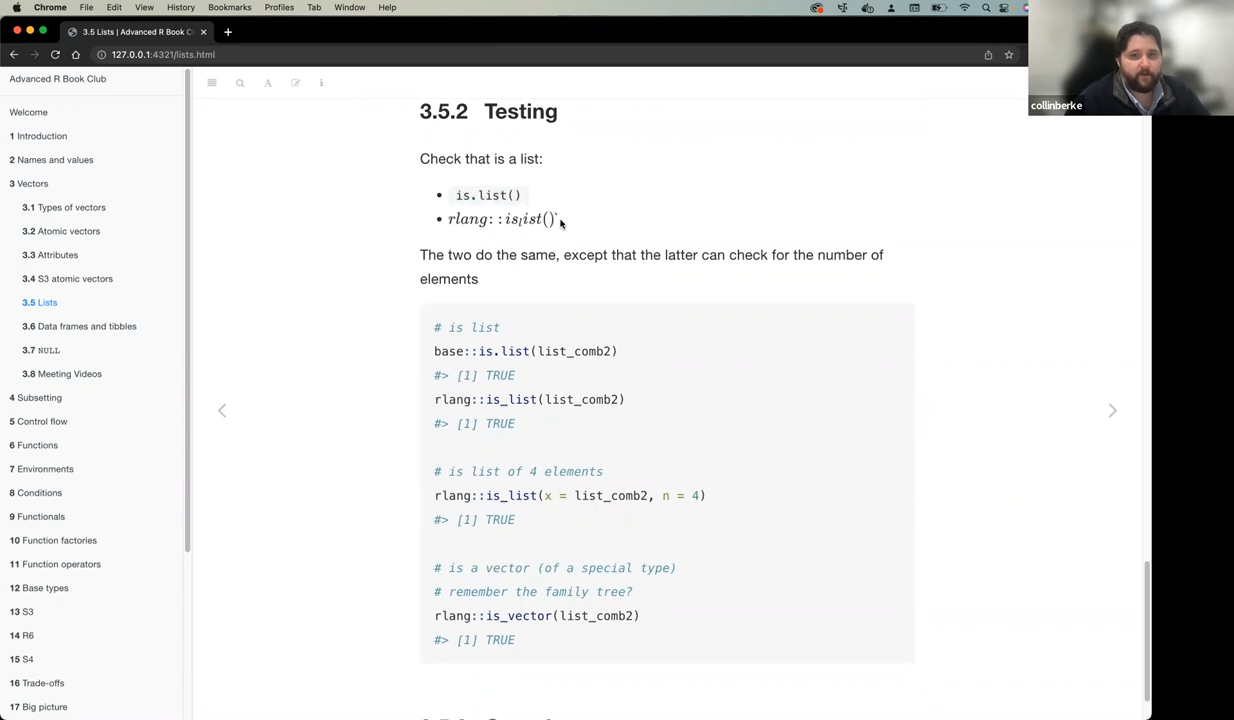 Chrome File Edit View History Bookmarks Profiles Tab Window Help
3.5 Lists | Advanced R Book C
127.0.0.1:4321/lists.html
collinberke
Advanced R Book Club
Welcome
1 Introduction
2 Names and values
3 Vectors
3.1 Types of vectors
3.2 Atomic vectors
3.3 Attributes
3.4 S3 atomic vectors
3.5 Lists
3.6 Data frames and tibbles
3.7 NULL
3.8 Meeting Videos
4 Subsetting
5 Control flow
6 Functions
7 Environments
8 Conditions
9 Functionals
10 Function factories
11 Function operators
12 Base types
13 S3
14 R6
15 S4
16 Trade-offs
17 Big picture
3.5.2 Testing
Check that is a list:
• is.list()
• rlang::islist()`
The two do the same, except that the latter can check for the number of
elements
# is list
base::is.list(list_comb2)
#> [1] TRUE
rlang::is_list(list_comb2)
#> [1] TRUE
# is list of 4 elements
rlang::is_list(x = list_comb2, n = 4)
#> [1] TRUE
# is a vector (of a special type)
# remember the family tree?
rlang::is_vector(list_comb2)
#> [1] TRUE